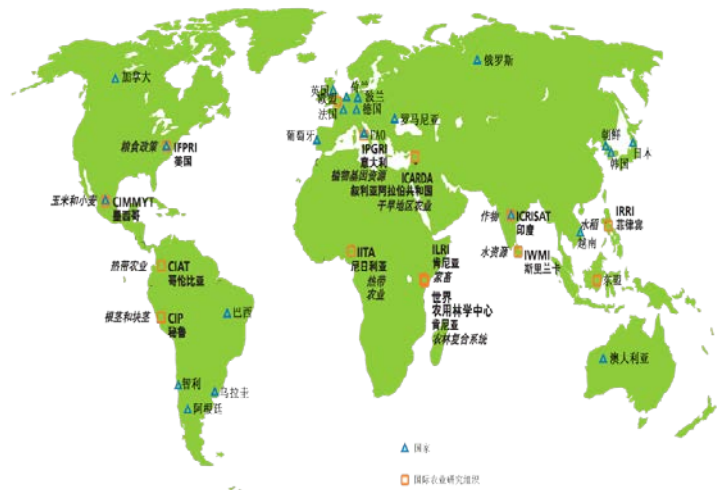 俄罗斯
加拿大
英国
荷兰
欧盟
波兰
法国
德国
罗马尼亚
葡萄牙
FAO
IPGRI
意大利
植物基因资源
ICARDA
叙利亚阿拉伯共和国
干旱地区农业
朝鲜
日本
韩国
粮食政策
IFPRI
美国
玉米和小麦
CIMMYT
墨西哥
作物
ICRISAT
印度
水稻
IRRI
菲律宾
越南
水资源
IWMI
斯里兰卡
热带农业
CIAT
哥伦比亚
IITA
尼日利亚
热带
农业
ILRI
肯尼亚
家畜
世界
农用林学中心
肯尼亚
农林复合系统
东盟
根茎和块茎
CIP
秘鲁
巴西
澳大利亚
智利
乌拉圭
阿根廷
国家
国际农业研究组织